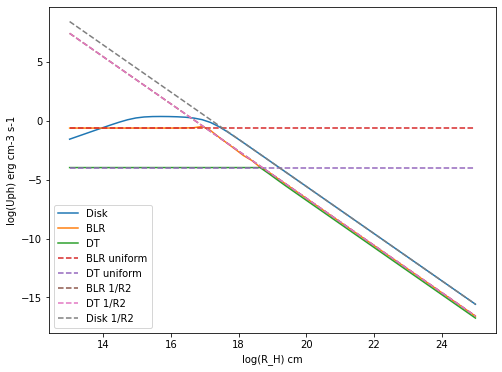 5
0
−5
−10
−15
log(Uph) erg cm-3 s-1
Disk
BLR
DT
BLR uniform
DT uniform
BLR 1/R2
DT 1/R2
Disk 1/R2
14 16 18 20 22 24
log(R_H) cm